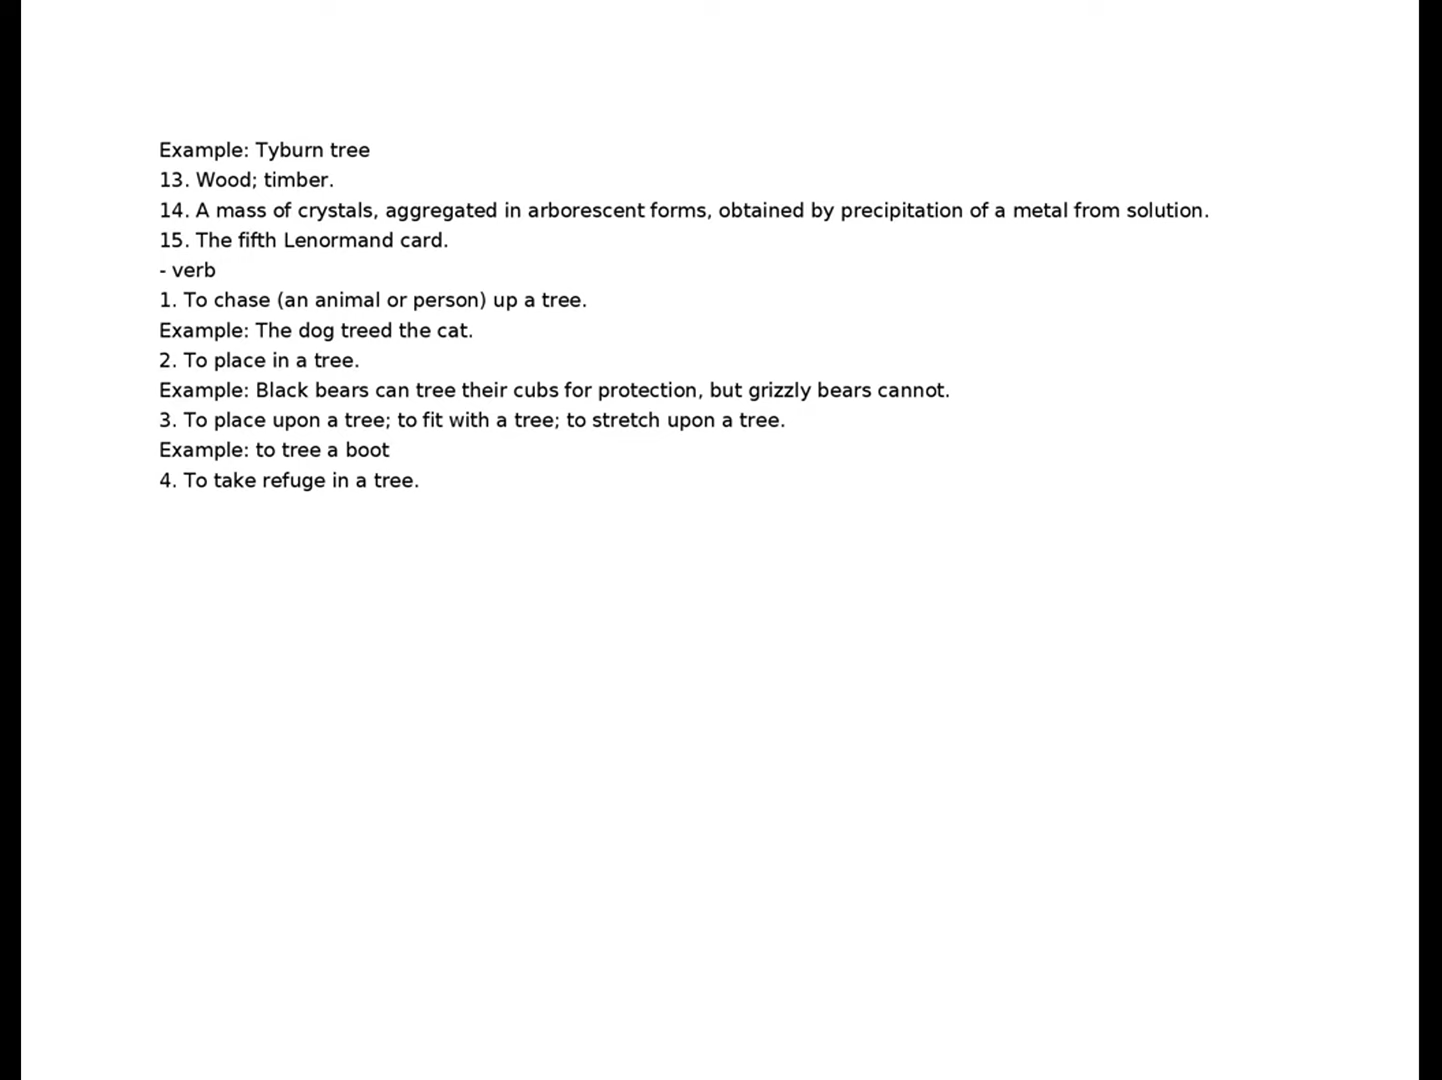 Example: Tyburn tree
13. Wood; timber.
14. A mass of crystals, aggregated in arborescent forms, obtained by precipitation of a metal from solution.
15. The fifth Lenormand card.
- verb
1. To chase (an animal or person) up a tree.
Example: The dog treed the cat.
2. To place in a tree.
Example: Black bears can tree their cubs for protection, but grizzly bears cannot.
3. To place upon a tree; to fit with a tree; to stretch upon a tree.
Example: to tree a boot
4. To take refuge in a tree.